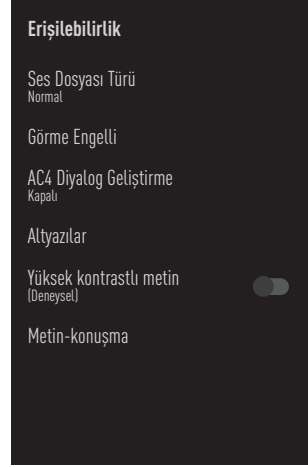 Erişilebilirlik
Ses Dosyası Türü
Normal
Görme Engelli
AC4 Diyalog Geliştirme
Kapalı
Altyazılar
Yüksek kontrastlı metin
(Deneysel)
Metin-konuşma